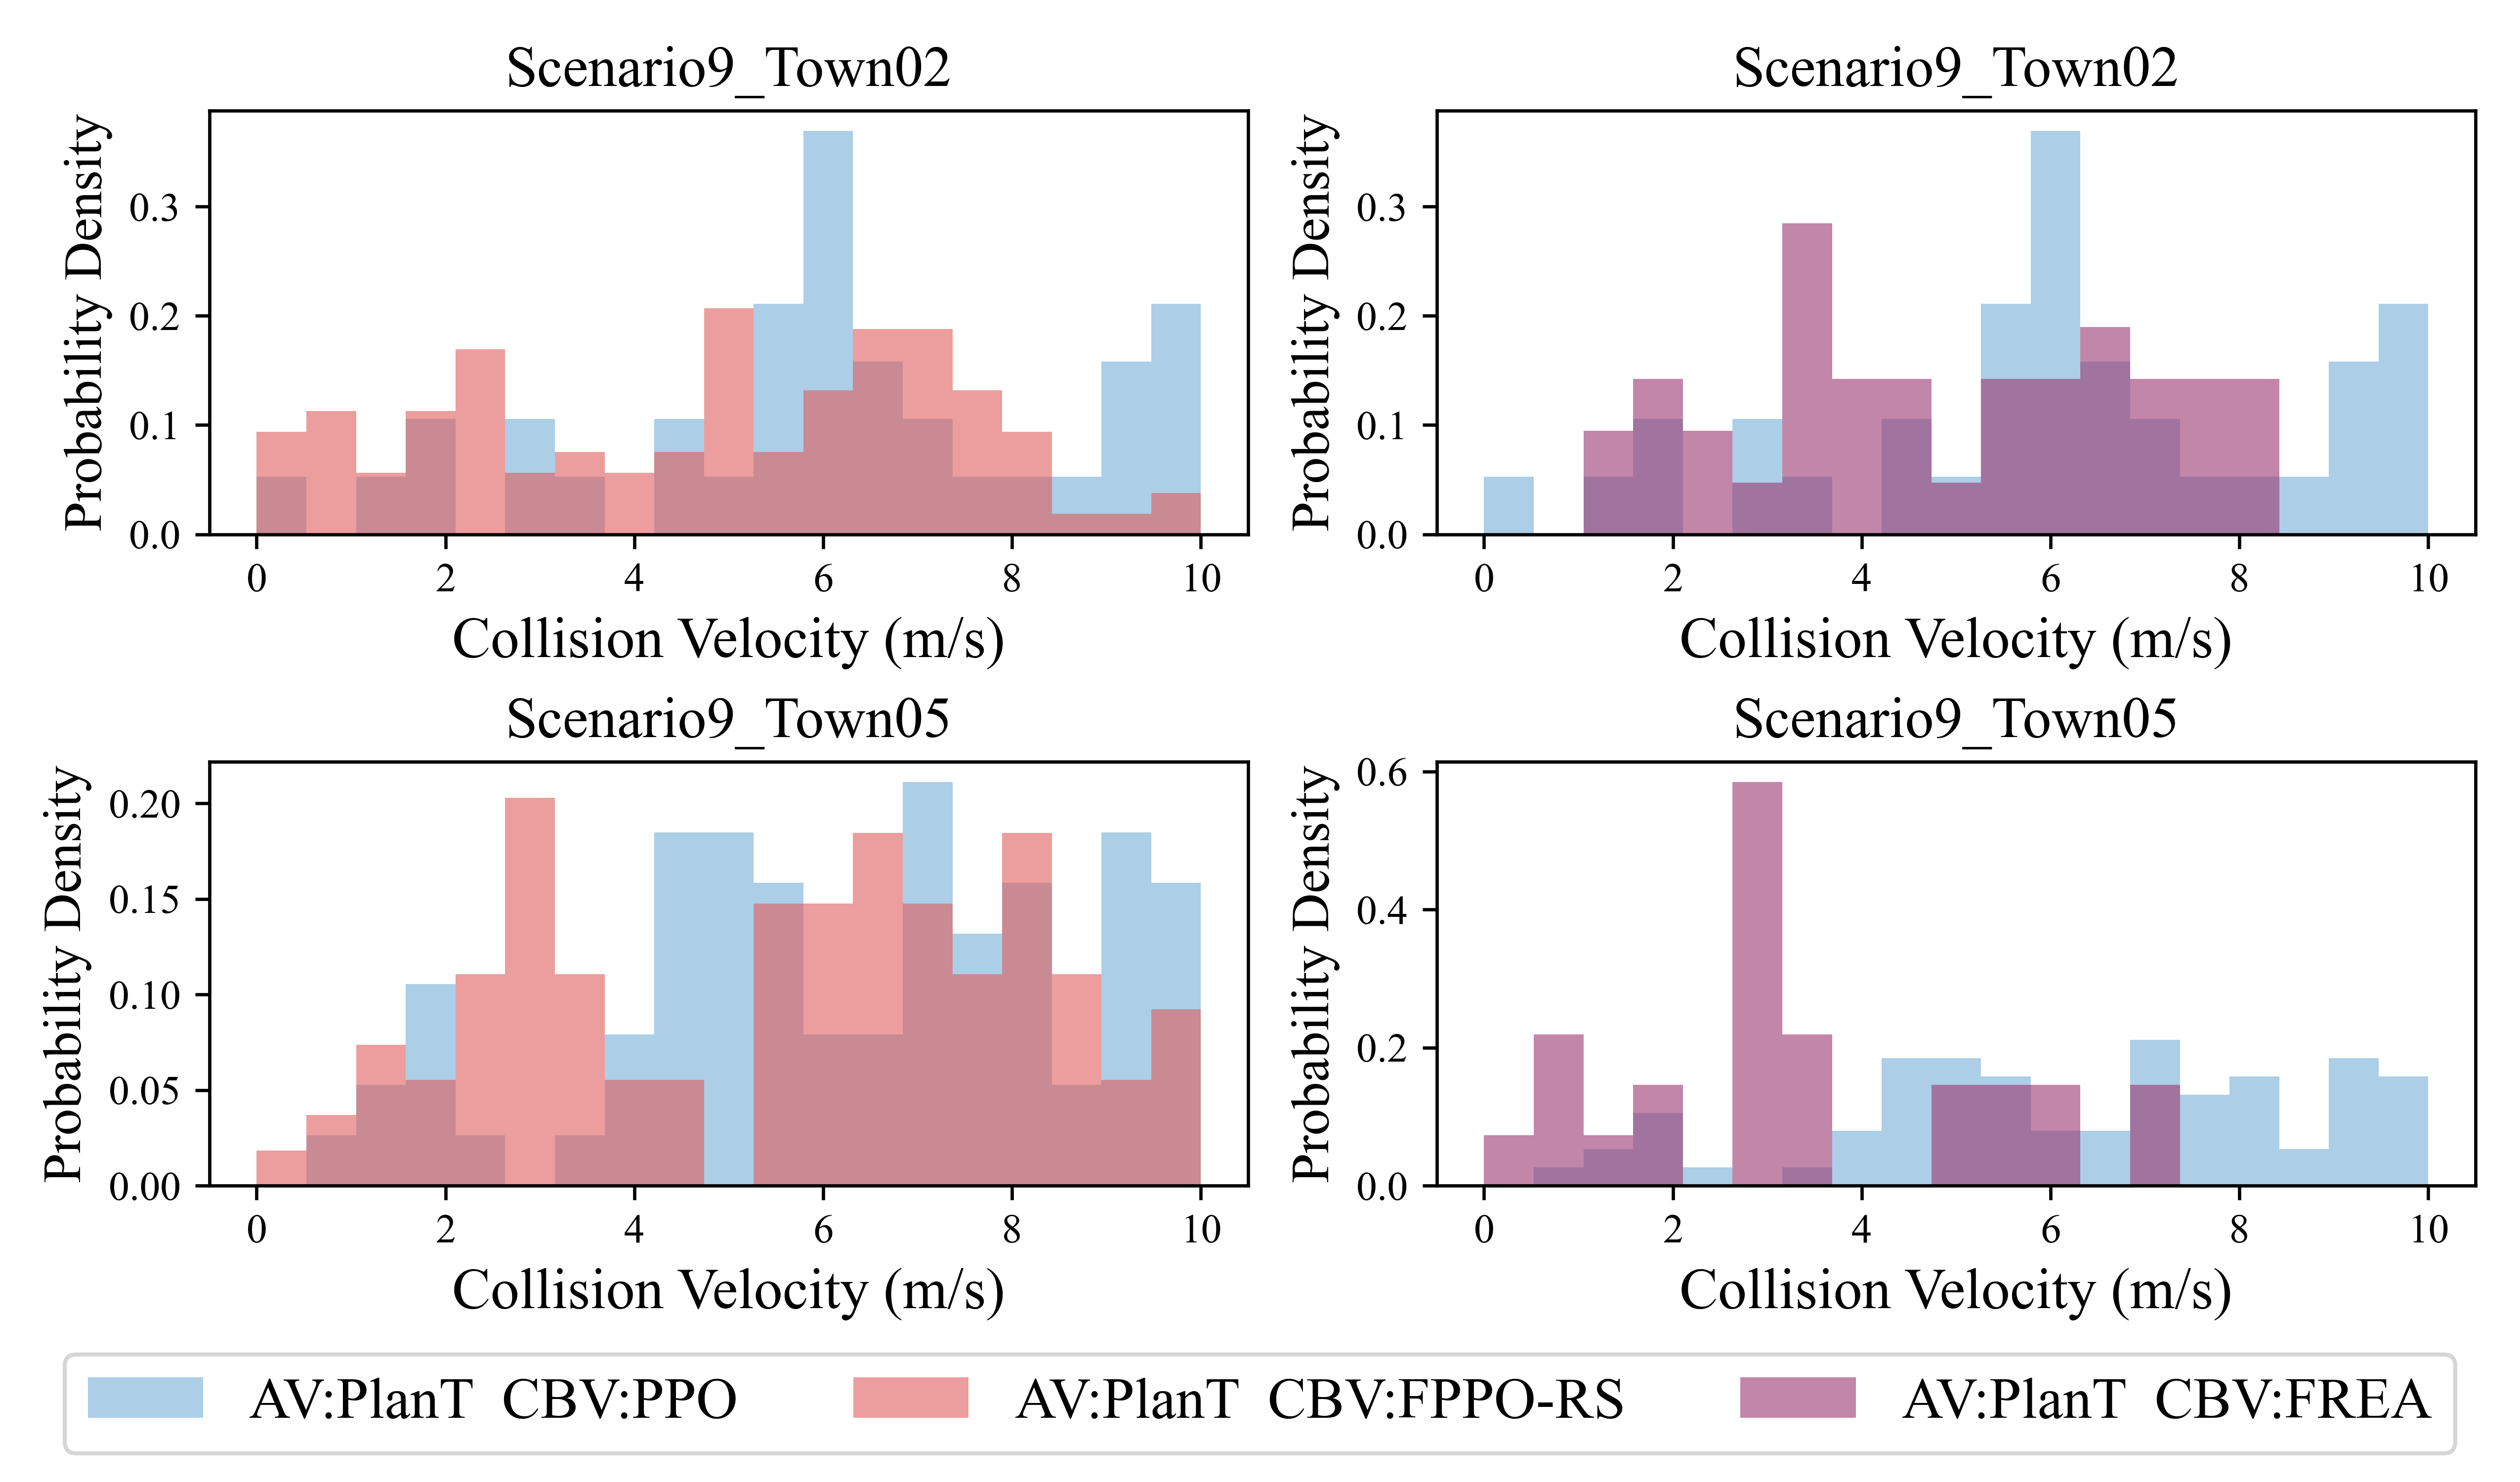 Scenario9_Town02
Probability Density
0.3
0.2
0.1
0.0
0 2 4 6 8 10
Collision Velocity (m/s)
Scenario9_Town02
Probability Density
0.3
0.2
0.1
0.0
0 2 4 6 8 10
Collision Velocity (m/s)
Scenario9_Town05
Probability Density
0.20
0.15
0.10
0.05
0.00
0 2 4 6 8 10
Collision Velocity (m/s)
Scenario9_Town05
Probability Density
0.6
0.4
0.2
0.0
0 2 4 6 8 10
Collision Velocity (m/s)
AV:PlanT CBV:PPO
AV:PlanT CBV:FPPO-RS
AV:PlanT CBV:FREA